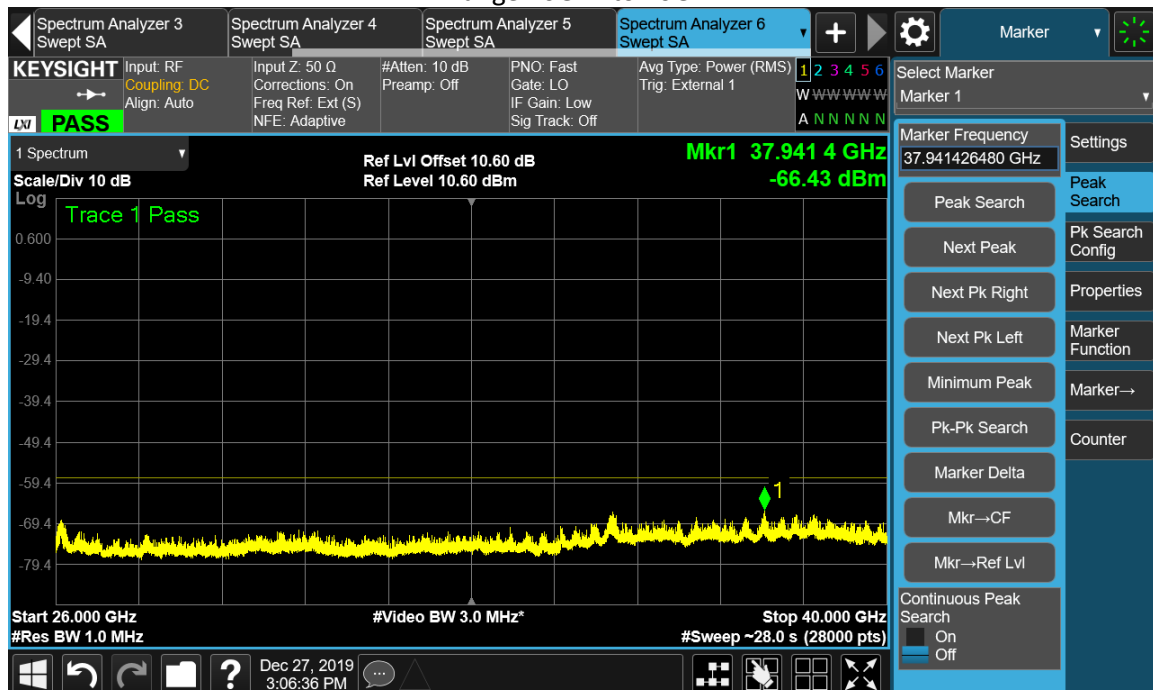 Spectrum Analyzer 3
Swept SA
Spectrum Analyzer 4
Swept SA
Spectrum Analyzer 5
Swept SA
Spectrum Analyzer 6
Swept SA
+
Marker
KEYSIGHT
Input: RF
Coupling: DC
Align: Auto
LXI PASS
Input Z: 50 Ω
Corrections: On
Freq Ref: Ext (S)
NFE: Adaptive
#Atten: 10 dB
Preamp: Off
PNO: Fast
Gate: LO
IF Gain: Low
Sig Track: Off
Avg Type: Power (RMS)
Trig: External 1
1 2 3 4 5 6
W W W W W W
A N N N N N
Select Marker
Marker 1
1 Spectrum
Scale/Div 10 dB
Ref Lvl Offset 10.60 dB
Ref Level 10.60 dBm
Mkr1 37.941 4 GHz
-66.43 dBm
Log
Trace 1 Pass
0.600
-9.40
-19.4
-29.4
-39.4
-49.4
-59.4
-69.4
-79.4
1
Start 26.000 GHz
#Res BW 1.0 MHz
#Video BW 3.0 MHz*
Stop 40.000 GHz
#Sweep ~28.0 s (28000 pts)
Marker Frequency
37.941426480 GHz
Peak Search
Next Peak
Next Pk Right
Next Pk Left
Minimum Peak
Pk-Pk Search
Marker Delta
Mkr→CF
Mkr→Ref Lvl
Continuous Peak
Search
On
Off
Settings
Peak
Search
Pk Search
Config
Properties
Marker
Function
Marker→
Counter
?
Dec 27, 2019
3:06:36 PM